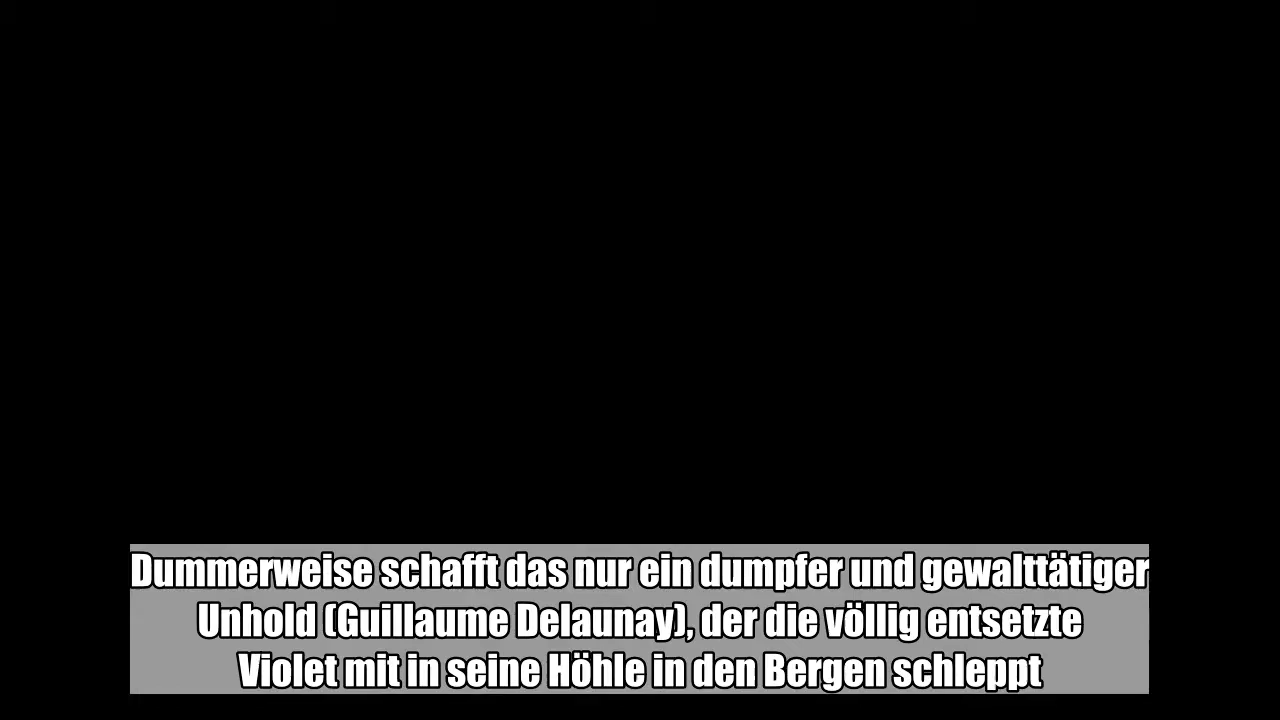 Dummerweise schafft das nur ein dumpfer und gewalttätiger
Unhold (Guillaume Delaunay), der die völlig entsetzte
Violet mit in seine Höhle in den Bergen schleppt